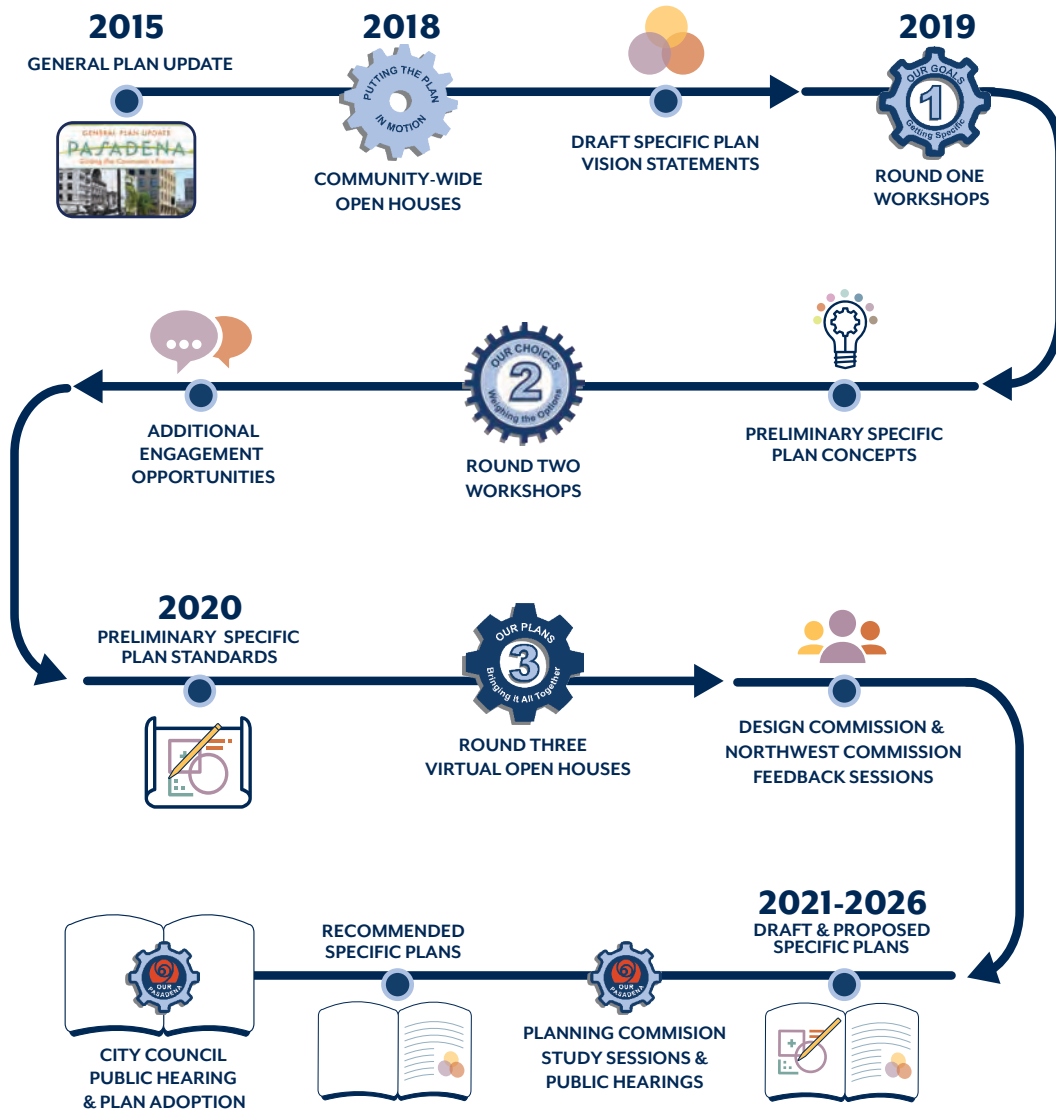 2015
GENERAL PLAN UPDATE
GENERAL PLAN UPDATE
PASADENA
Guiding the Community's Future
2018
PUTTING THE PLAN
IN MOTION
COMMUNITY-WIDE
OPEN HOUSES
DRAFT SPECIFIC PLAN
VISION STATEMENTS
2019
OUR GOALS
1
Getting Specific
ROUND ONE
WORKSHOPS
PRELIMINARY SPECIFIC
PLAN CONCEPTS
OUR CHOICES
2
Weighing the Options
ROUND TWO
WORKSHOPS
ADDITIONAL
ENGAGEMENT
OPPORTUNITIES
2020
PRELIMINARY SPECIFIC
PLAN STANDARDS
OUR PLANS
3
Bringing it All Together
ROUND THREE
VIRTUAL OPEN HOUSES
DESIGN COMMISSION &
NORTHWEST COMMISSION
FEEDBACK SESSIONS
2021-2026
DRAFT & PROPOSED
SPECIFIC PLANS
OUR
PASADENA
PLANNING COMMISION
STUDY SESSIONS &
PUBLIC HEARINGS
RECOMMENDED
SPECIFIC PLANS
OUR
PASADENA
CITY COUNCIL
PUBLIC HEARING
& PLAN ADOPTION